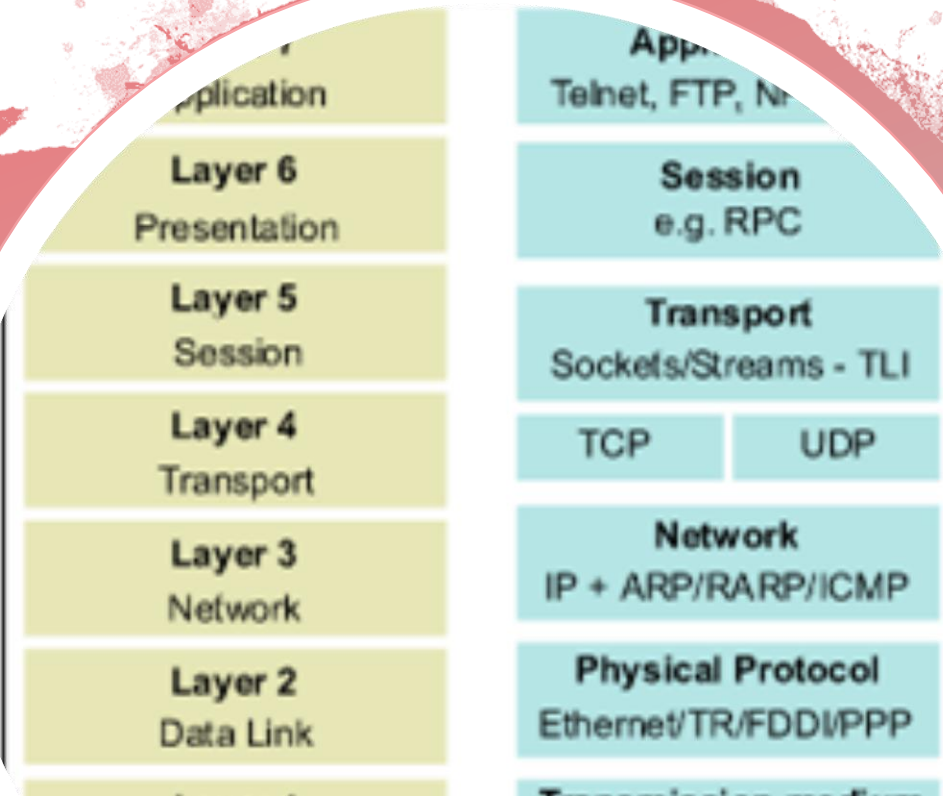 plication
Layer 6
Presentation
Layer 5
Session
Layer 4
Transport
Layer 3
Network
Layer 2
Data Link
Telnet, FTP,
Session
e.g. RPC
Transport
Sockets/Streams - TLI
TCP
UDP
Network
IP + ARP/RARP/ICMP
Physical Protocol
Ethernet/TR/FDDI/PPP